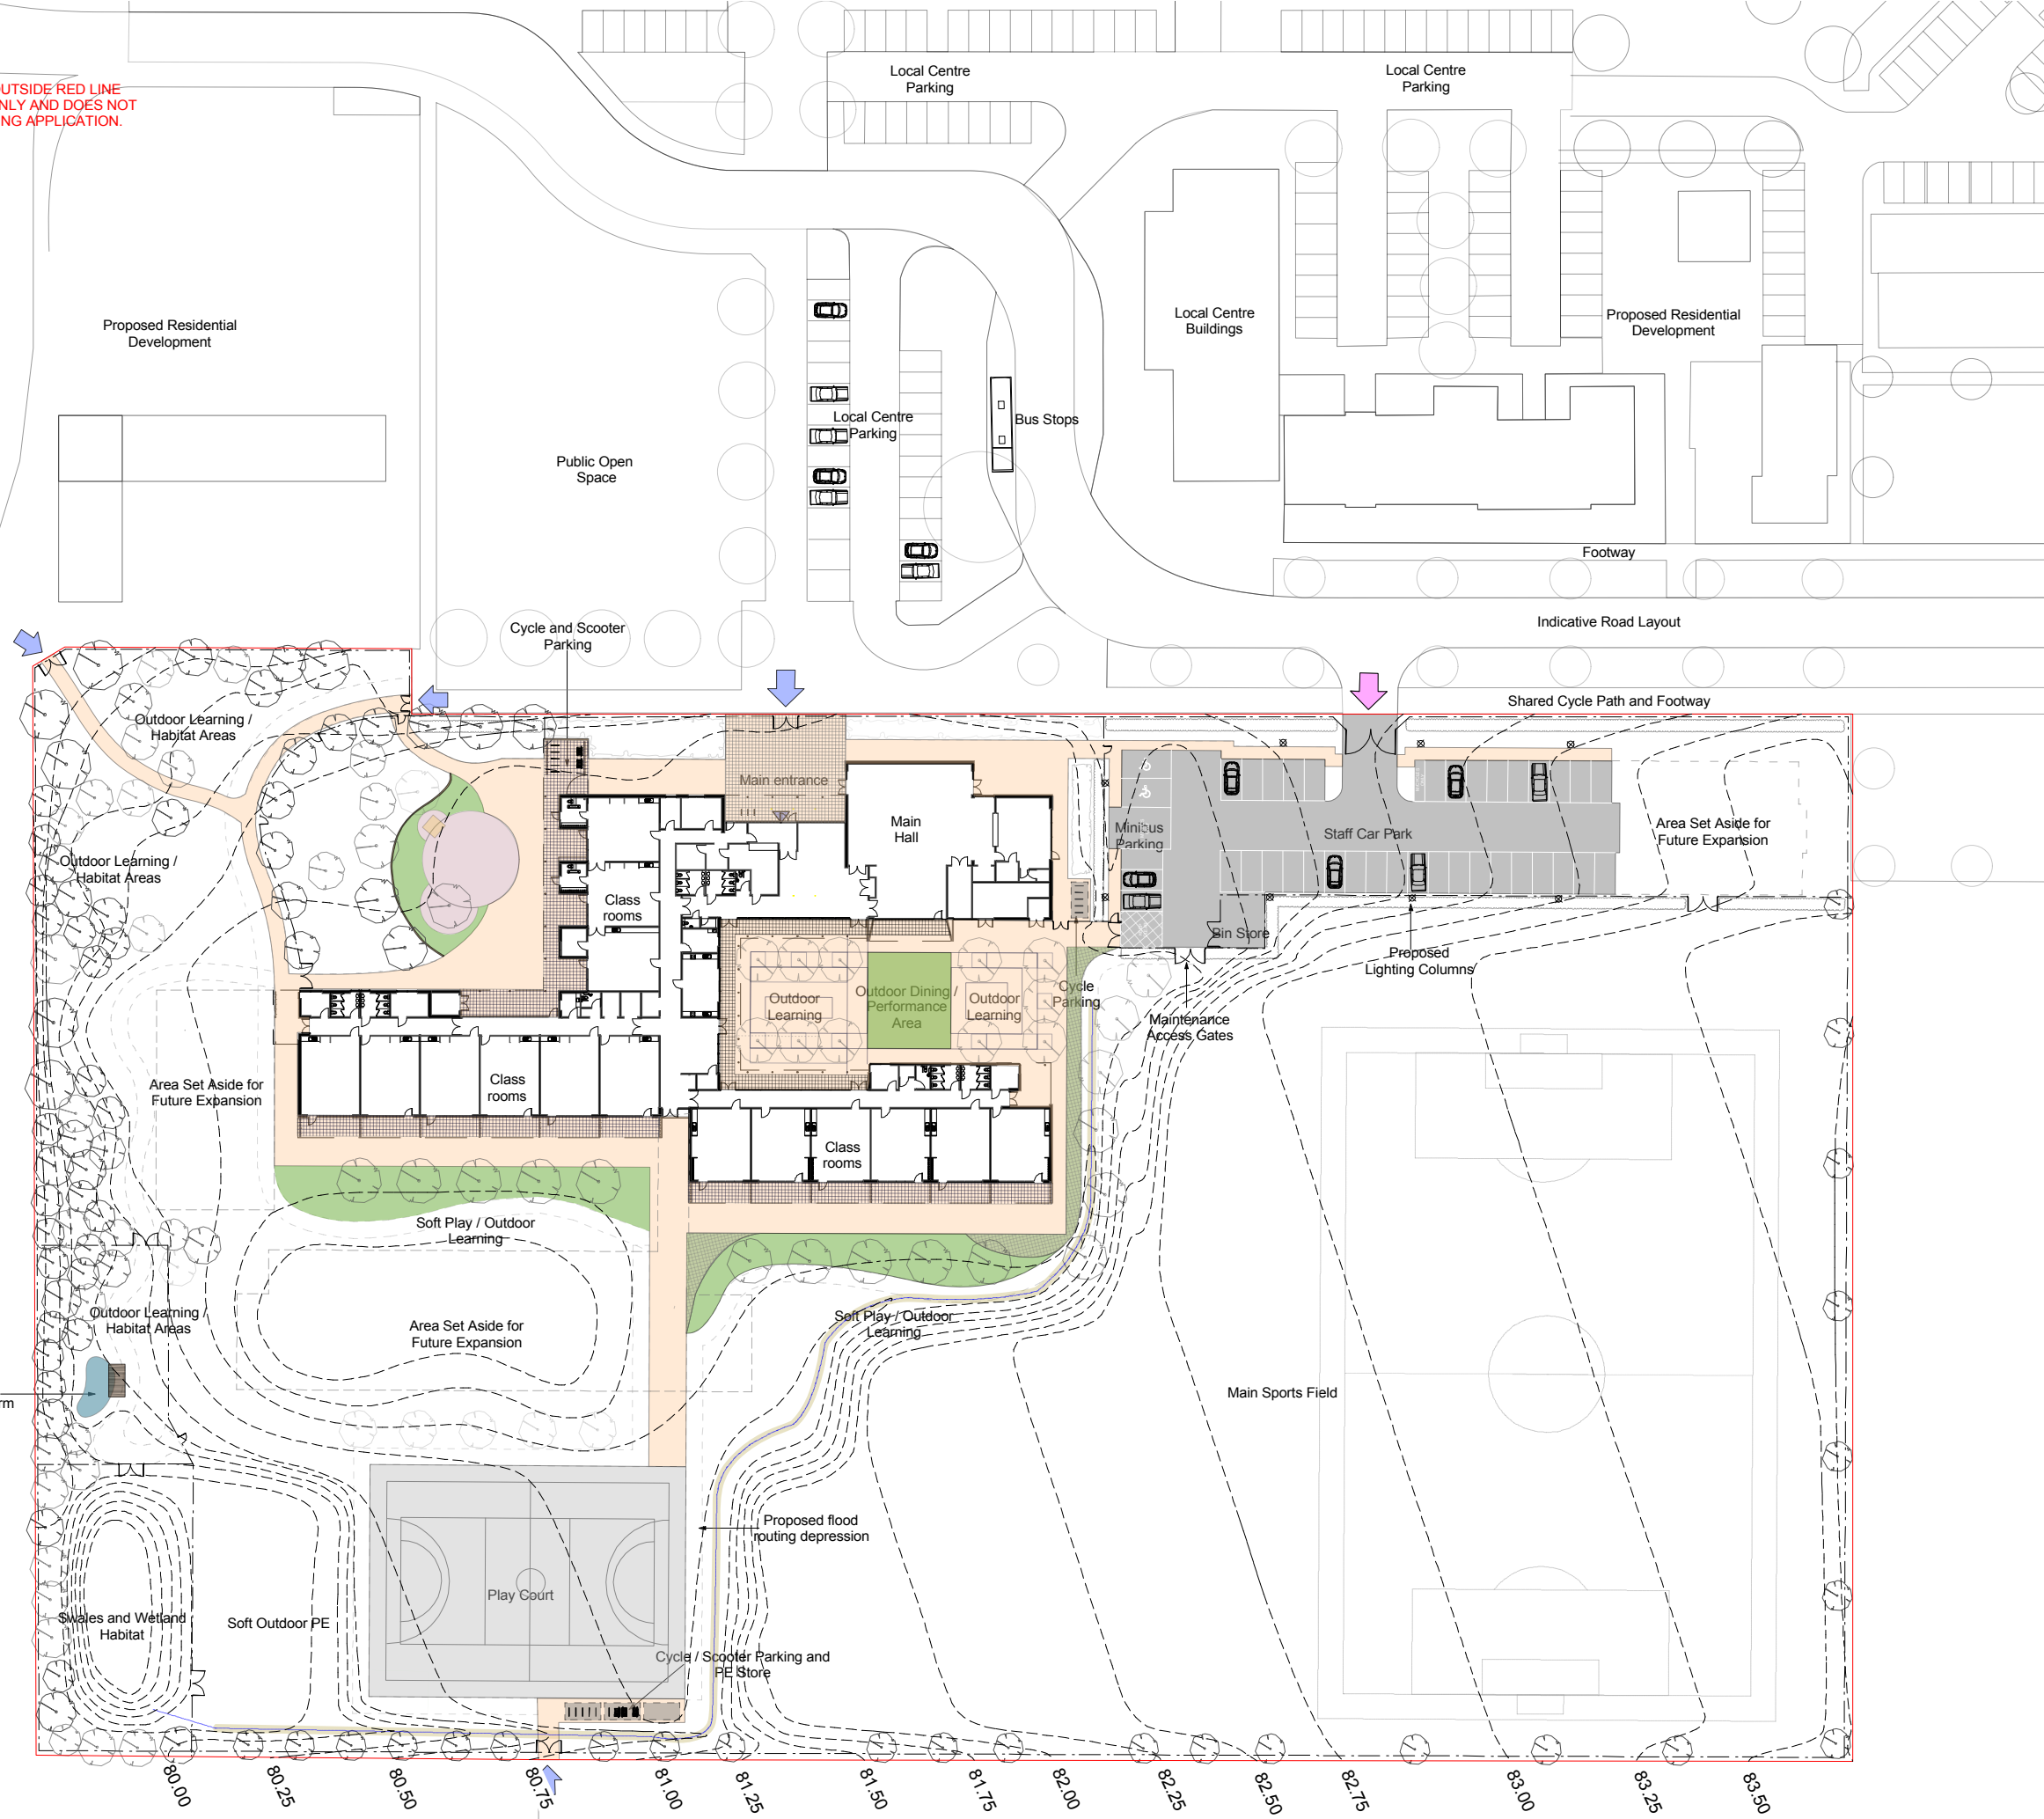 OUTSIDE RED LINE
ONLY AND DOES NOT
NG APPLICATION.
Local Centre
Parking
Local Centre
Parking
Proposed Residential
Development
Local Centre
Buildings
Proposed Residential
Development
Local Centre
Parking
Bus Stops
Public Open
Space
Footway
Indicative Road Layout
Cycle and Scooter
Parking
Shared Cycle Path and Footway
Outdoor Learning /
Habitat Areas
Main entrance
Main
Hall
Minibus
Parking
Staff Car Park
Area Set Aside for
Future Expansion
Outdoor Learning /
Habitat Areas
Class
rooms
Bin Store
Proposed
Lighting Columns
Outdoor
Learning
Outdoor Dining /
Performance
Area
Outdoor
Learning
Cycle
Parking
Maintenance
Access Gates
Area Set Aside for
Future Expansion
Class
rooms
Class
rooms
Soft Play / Outdoor
Learning
Outdoor Learning /
Habitat Areas
Area Set Aside for
Future Expansion
Soft Play / Outdoor
Learning
Main Sports Field
rm
Proposed flood
routing depression
Play Court
Swales and Wetland
Habitat
Soft Outdoor PE
Cycle / Scooter Parking and
PE Store
80.00
80.25
80.50
80.75
81.00
81.25
81.50
81.75
82.00
82.25
82.50
82.75
83.00
83.25
83.50